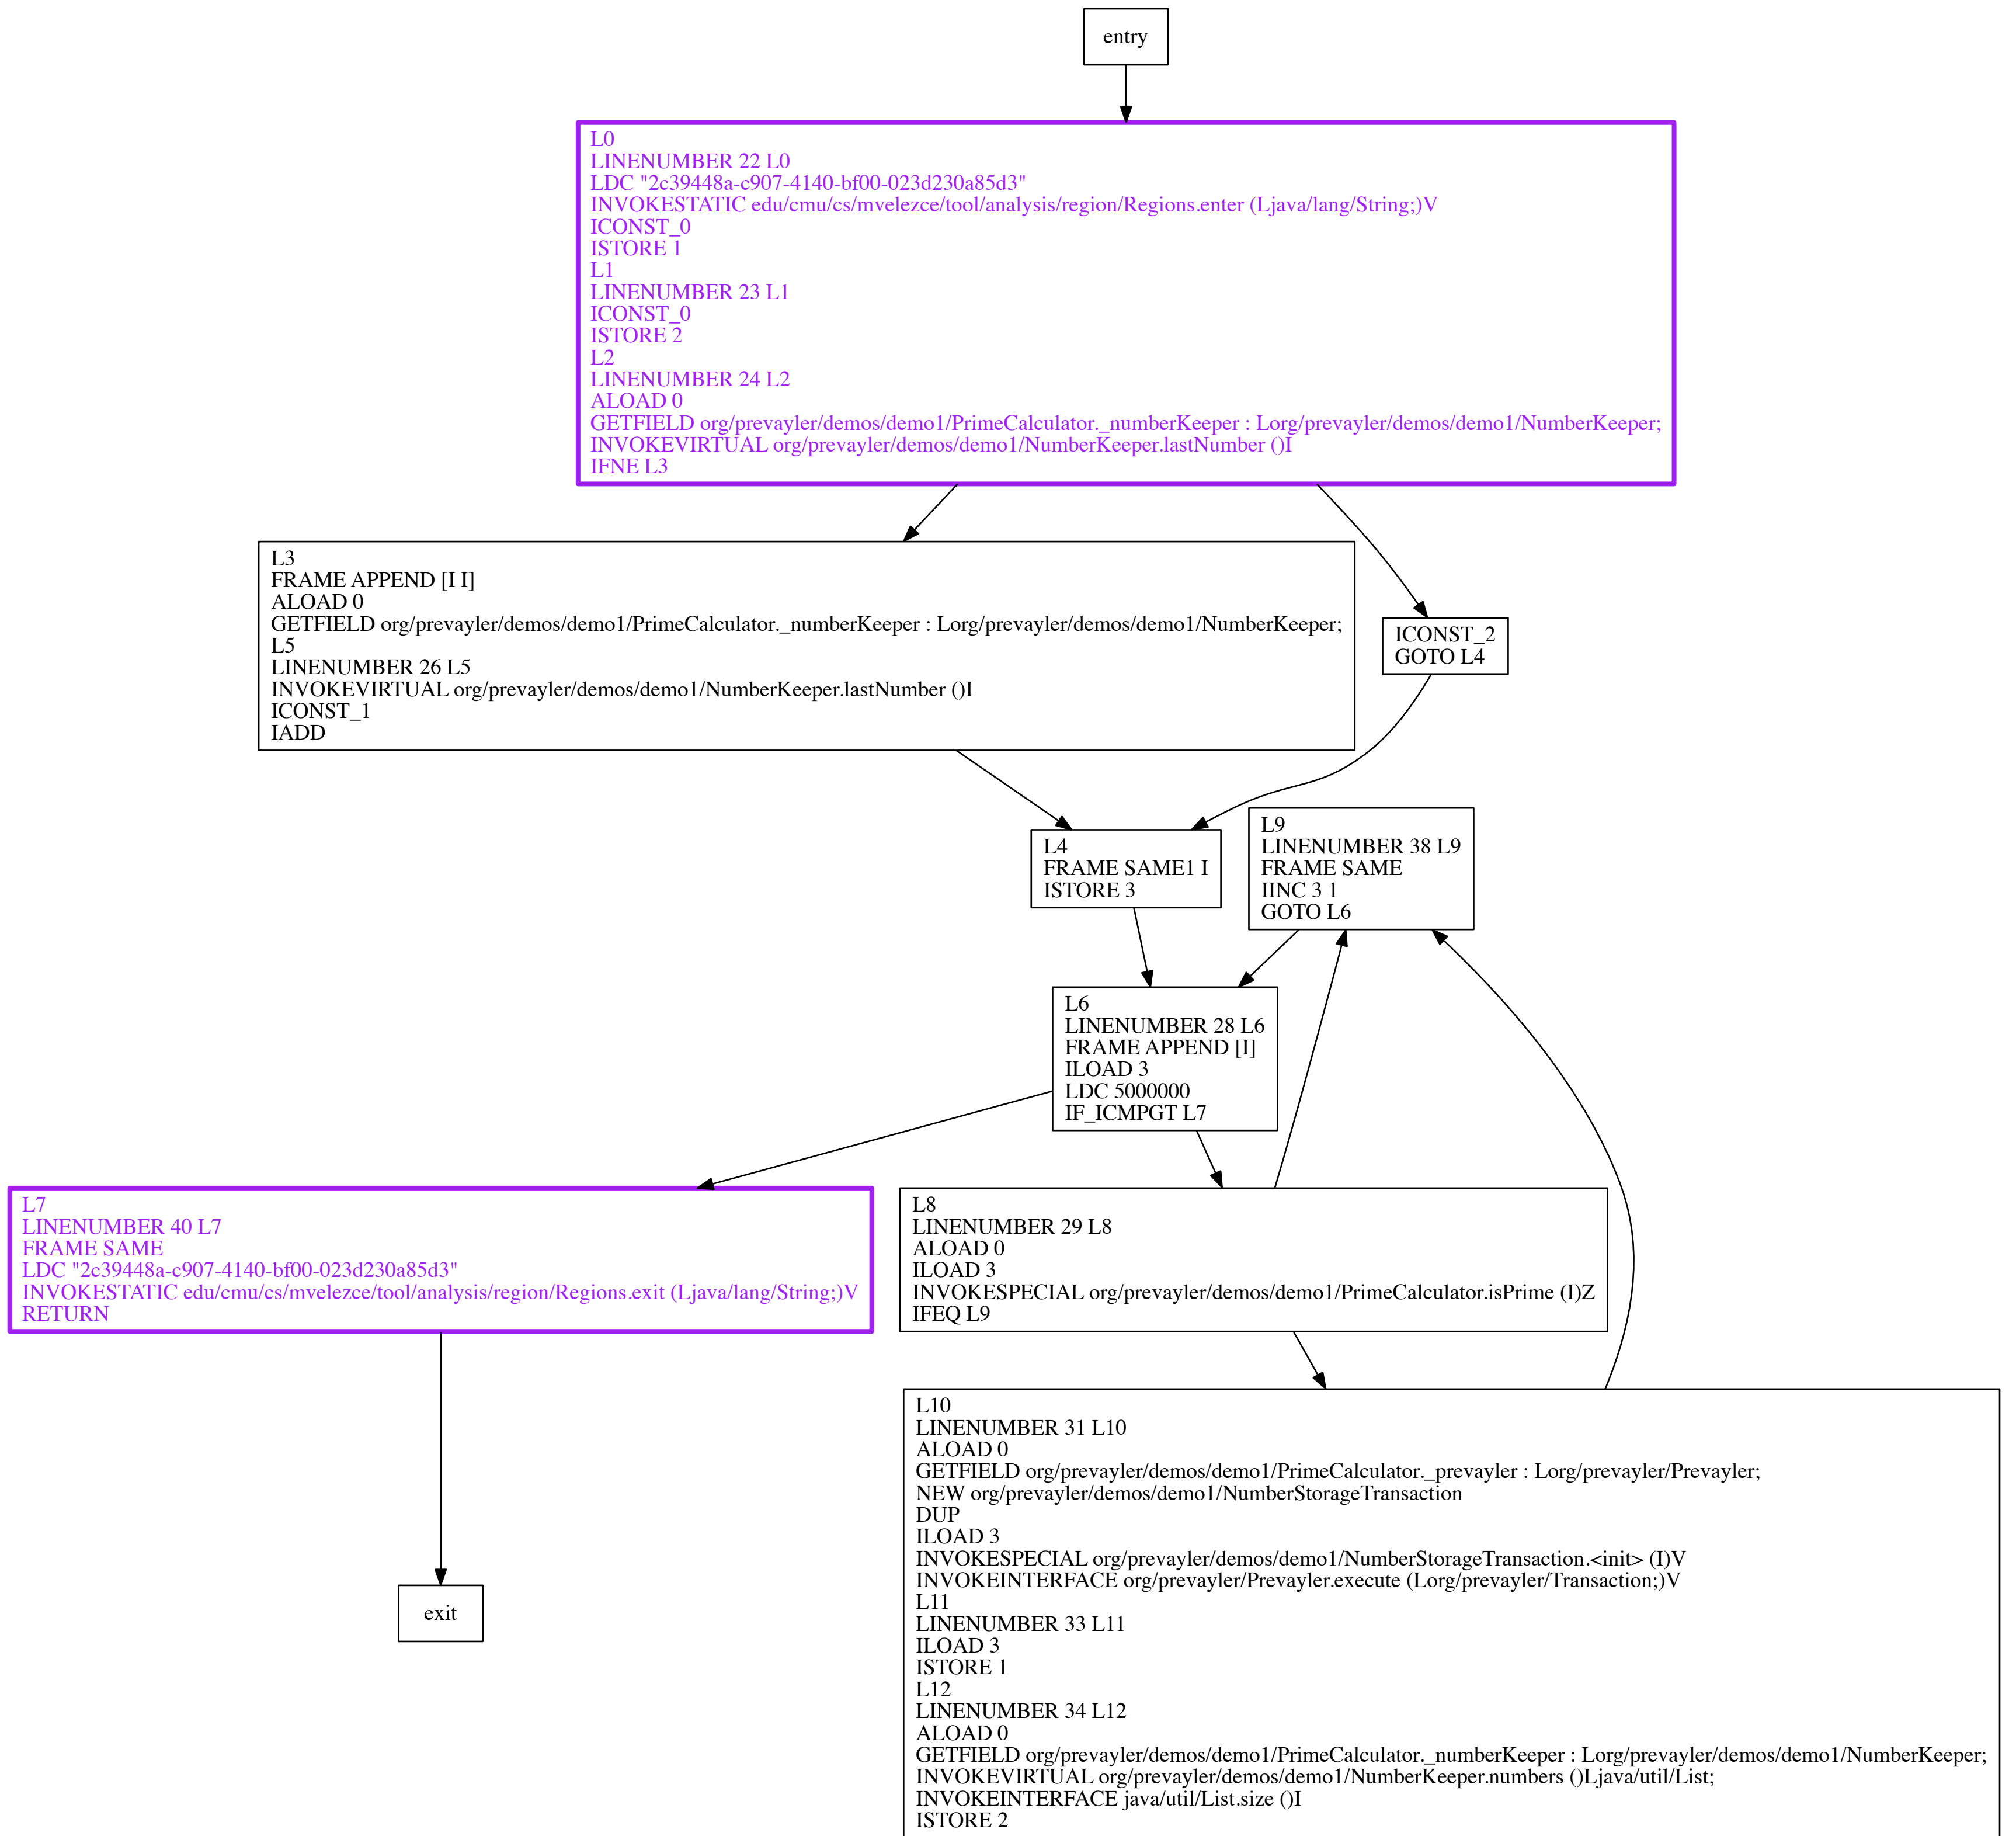 entry
L0
LINENUMBER 22 L0
LDC "2c39448a-c907-4140-bf00-023d230a85d3"
INVOKESTATIC edu/cmu/cs/mvelezce/tool/analysis/region/Regions.enter (Ljava/lang/String;)V
ICONST_0
ISTORE 1
L1
LINENUMBER 23 L1
ICONST_0
ISTORE 2
L2
LINENUMBER 24 L2
ALOAD 0
GETFIELD org/prevayler/demos/demo1/PrimeCalculator._numberKeeper : Lorg/prevayler/demos/demo1/NumberKeeper;
INVOKEVIRTUAL org/prevayler/demos/demo1/NumberKeeper.lastNumber ()I
IFNE L3
L3
FRAME APPEND [I I]
ALOAD 0
GETFIELD org/prevayler/demos/demo1/PrimeCalculator._numberKeeper : Lorg/prevayler/demos/demo1/NumberKeeper;
L5
LINENUMBER 26 L5
INVOKEVIRTUAL org/prevayler/demos/demo1/NumberKeeper.lastNumber ()I
ICONST_1
IADD
ICONST_2
GOTO L4
L4
FRAME SAME1 I
ISTORE 3
L9
LINENUMBER 38 L9
FRAME SAME
IINC 3 1
GOTO L6
L6
LINENUMBER 28 L6
FRAME APPEND [I]
ILOAD 3
LDC 5000000
IF_ICMPGT L7
L7
LINENUMBER 40 L7
FRAME SAME
LDC "2c39448a-c907-4140-bf00-023d230a85d3"
INVOKESTATIC edu/cmu/cs/mvelezce/tool/analysis/region/Regions.exit (Ljava/lang/String;)V
RETURN
L8
LINENUMBER 29 L8
ALOAD 0
ILOAD 3
INVOKESPECIAL org/prevayler/demos/demo1/PrimeCalculator.isPrime (I)Z
IFEQ L9
exit
L10
LINENUMBER 31 L10
ALOAD 0
GETFIELD org/prevayler/demos/demo1/PrimeCalculator._prevayler : Lorg/prevayler/Prevayler;
NEW org/prevayler/demos/demo1/NumberStorageTransaction
DUP
ILOAD 3
INVOKESPECIAL org/prevayler/demos/demo1/NumberStorageTransaction.<init> (I)V
INVOKEINTERFACE org/prevayler/Prevayler.execute (Lorg/prevayler/Transaction;)V
L11
LINENUMBER 33 L11
ILOAD 3
ISTORE 1
L12
LINENUMBER 34 L12
ALOAD 0
GETFIELD org/prevayler/demos/demo1/PrimeCalculator._numberKeeper : Lorg/prevayler/demos/demo1/NumberKeeper;
INVOKEVIRTUAL org/prevayler/demos/demo1/NumberKeeper.numbers ()Ljava/util/List;
INVOKEINTERFACE java/util/List.size ()I
ISTORE 2